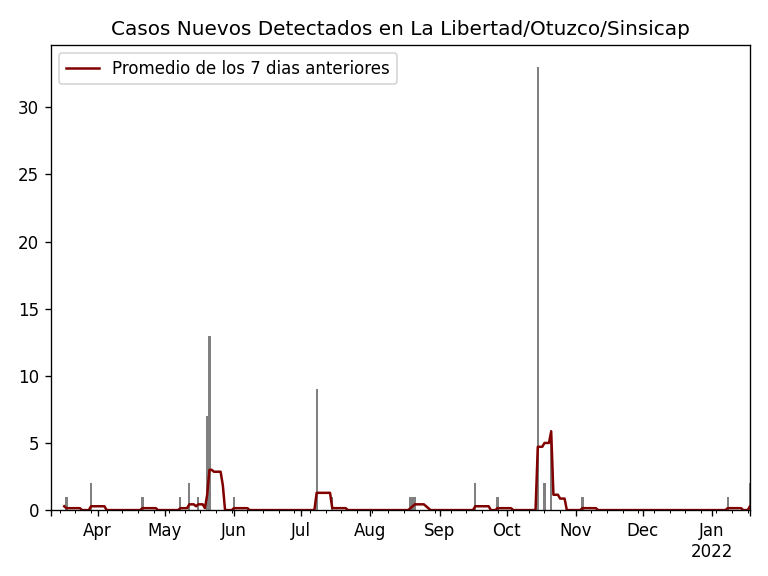 Casos Nuevos Detectados en La Libertad/Otuzco/Sinsicap
Promedio de los 7 dias anteriores
30
25
20
15
10
5
0
Apr May Jun Jul Aug Sep Oct Nov Dec Jan
2022